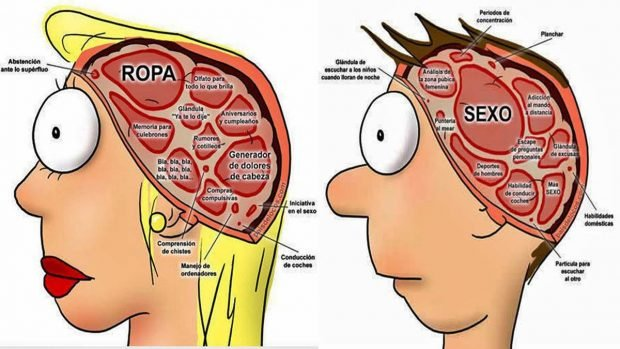 Abstención
ante lo supérfluo
ROPA
Olfato para
todo lo que brilla
Glándula
"Ya te lo dije"
Aniversarios
y cumpleaños
Memoria para
culebrones
Rumores
y cotilleos
Bla, bla,
bla, bla,
bla, bla,
bla, bla...
Generador
de dolores
de cabeza
Compras
compulsivas
Iniciativa
en el sexo
Comprensión
de chistes
Manejo de
ordenadores
Conducción
de coches
Periodos de
concentración
Planchar
Glándula de
escuchar a los niños
cuando lloran de noche
Análisis de
la zona púbica
femenina
SEXO
Adicción
al mando
a distancia
Puntería
al mear
Escape
de preguntas
personales
Glándula
de excusas
Deportes
de hombres
Habilidad
de conducir
coches
Más
SEXO
Habilidades
domésticas
Partícula para
escuchar
al otro